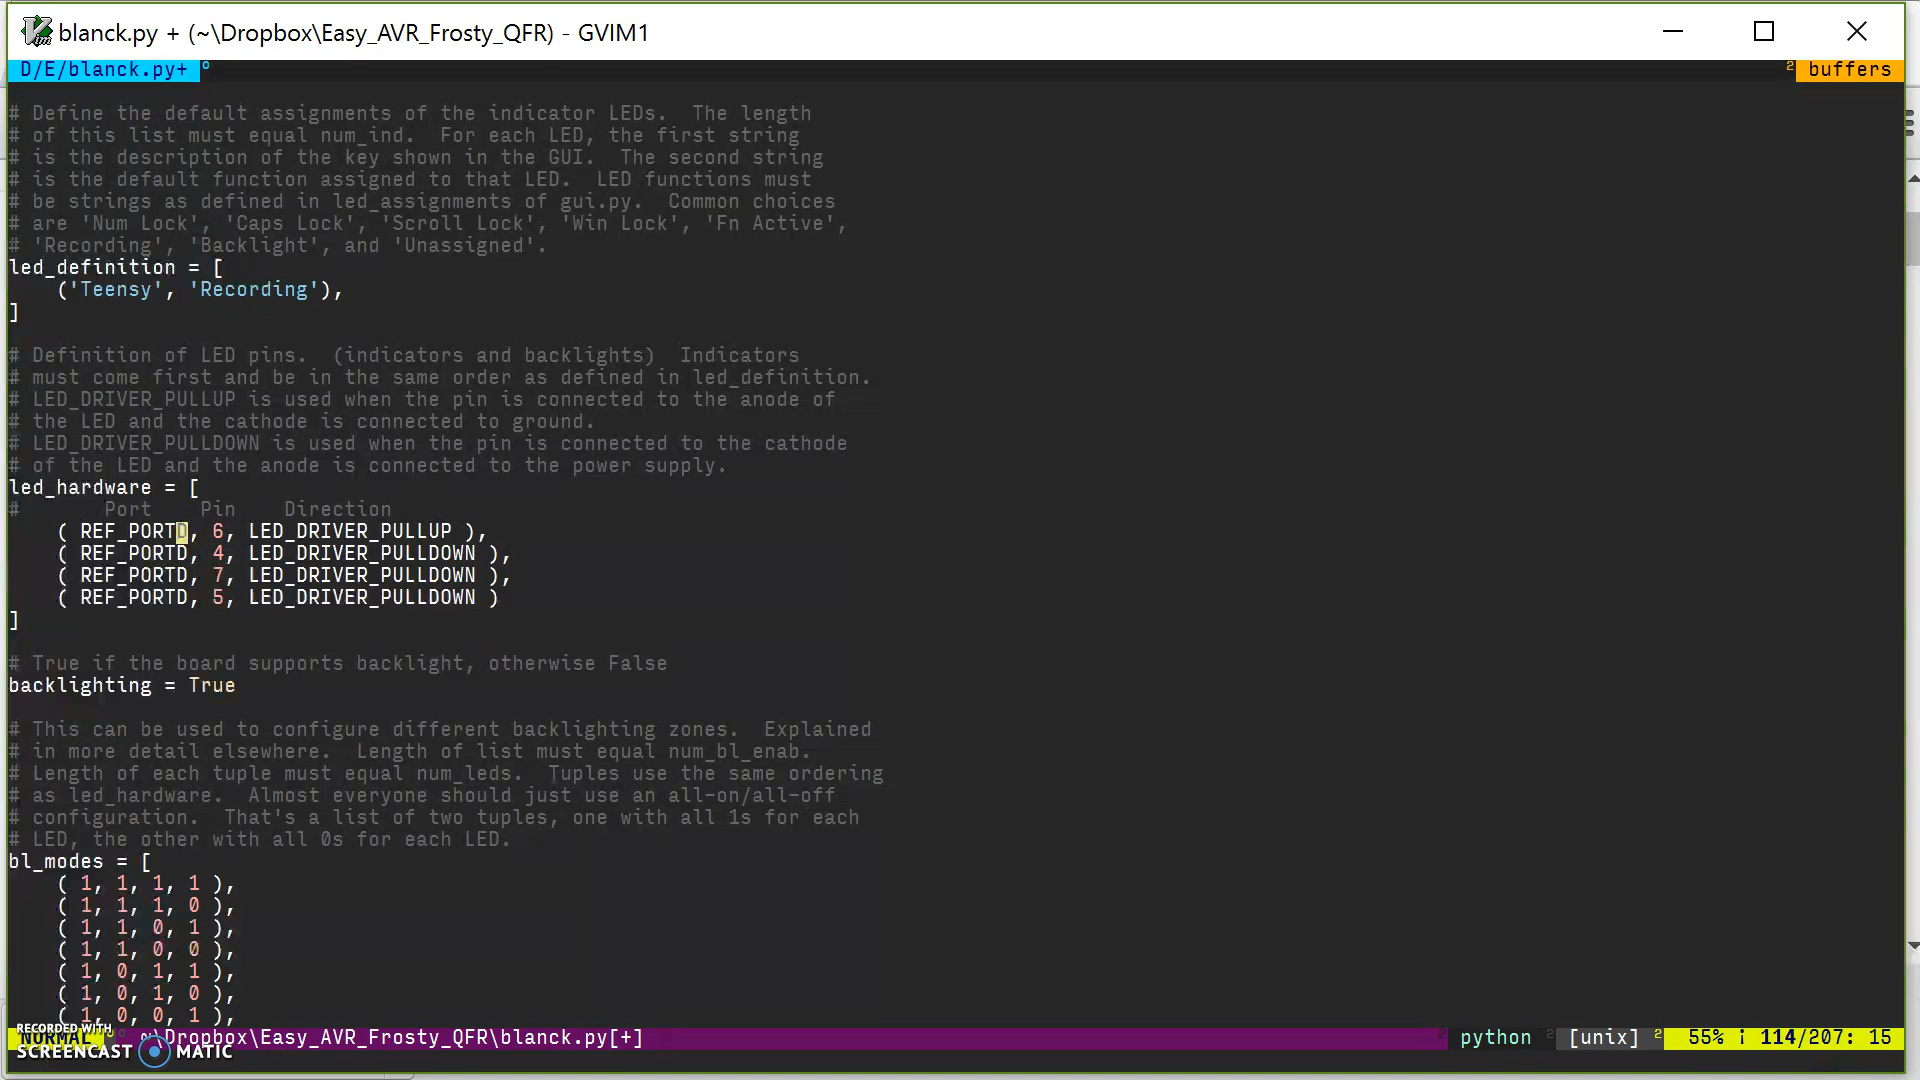 blanck.py + (~\Dropbox\Easy_AVR_Frosty_QFR) - GVIM1
D/E/blanck.py+
2 buffers
# Define the default assignments of the indicator LEDs.  The length
# of this list must equal num_ind.  For each LED, the first string
# is the description of the key shown in the GUI.  The second string
# is the default function assigned to that LED.  LED functions must
# be strings as defined in led_assignments of gui.py.  Common choices
# are 'Num Lock', 'Caps Lock', 'Scroll Lock', 'Win Lock', 'Fn Active',
# 'Recording', 'Backlight', and 'Unassigned'.
led_definition = [
    ('Teensy', 'Recording'),
]
# Definition of LED pins.  (indicators and backlights)  Indicators
# must come first and be in the same order as defined in led_definition.
# LED_DRIVER_PULLUP is used when the pin is connected to the anode of
# the LED and the cathode is connected to ground.
# LED_DRIVER_PULLDOWN is used when the pin is connected to the cathode
# of the LED and the anode is connected to the power supply.
led_hardware = [
#       Port    Pin    Direction
    ( REF_PORTD, 6, LED_DRIVER_PULLUP ),
    ( REF_PORTD, 4, LED_DRIVER_PULLDOWN ),
    ( REF_PORTD, 7, LED_DRIVER_PULLDOWN ),
    ( REF_PORTD, 5, LED_DRIVER_PULLDOWN )
]
# True if the board supports backlight, otherwise False
backlighting = True
# This can be used to configure different backlighting zones.  Explained
# in more detail elsewhere.  Length of list must equal num_bl_enab.
# Length of each tuple must equal num_leds.  Tuples use the same ordering
# as led_hardware.  Almost everyone should just use an all-on/all-off
# configuration.  That's a list of two tuples, one with all 1s for each
# LED, the other with all 0s for each LED.
bl_modes = [
    ( 1, 1, 1, 1 ),
    ( 1, 1, 1, 0 ),
    ( 1, 1, 0, 1 ),
    ( 1, 1, 0, 0 ),
    ( 1, 0, 1, 1 ),
    ( 1, 0, 1, 0 ),
    ( 1, 0, 0, 1 ),
NORMAL ~\Dropbox\Easy_AVR_Frosty_QFR\blanck.py[+] 2 python 2 [unix] 2 55% ¦ 114/207: 15
RECORDED WITH
SCREENCAST MATIC